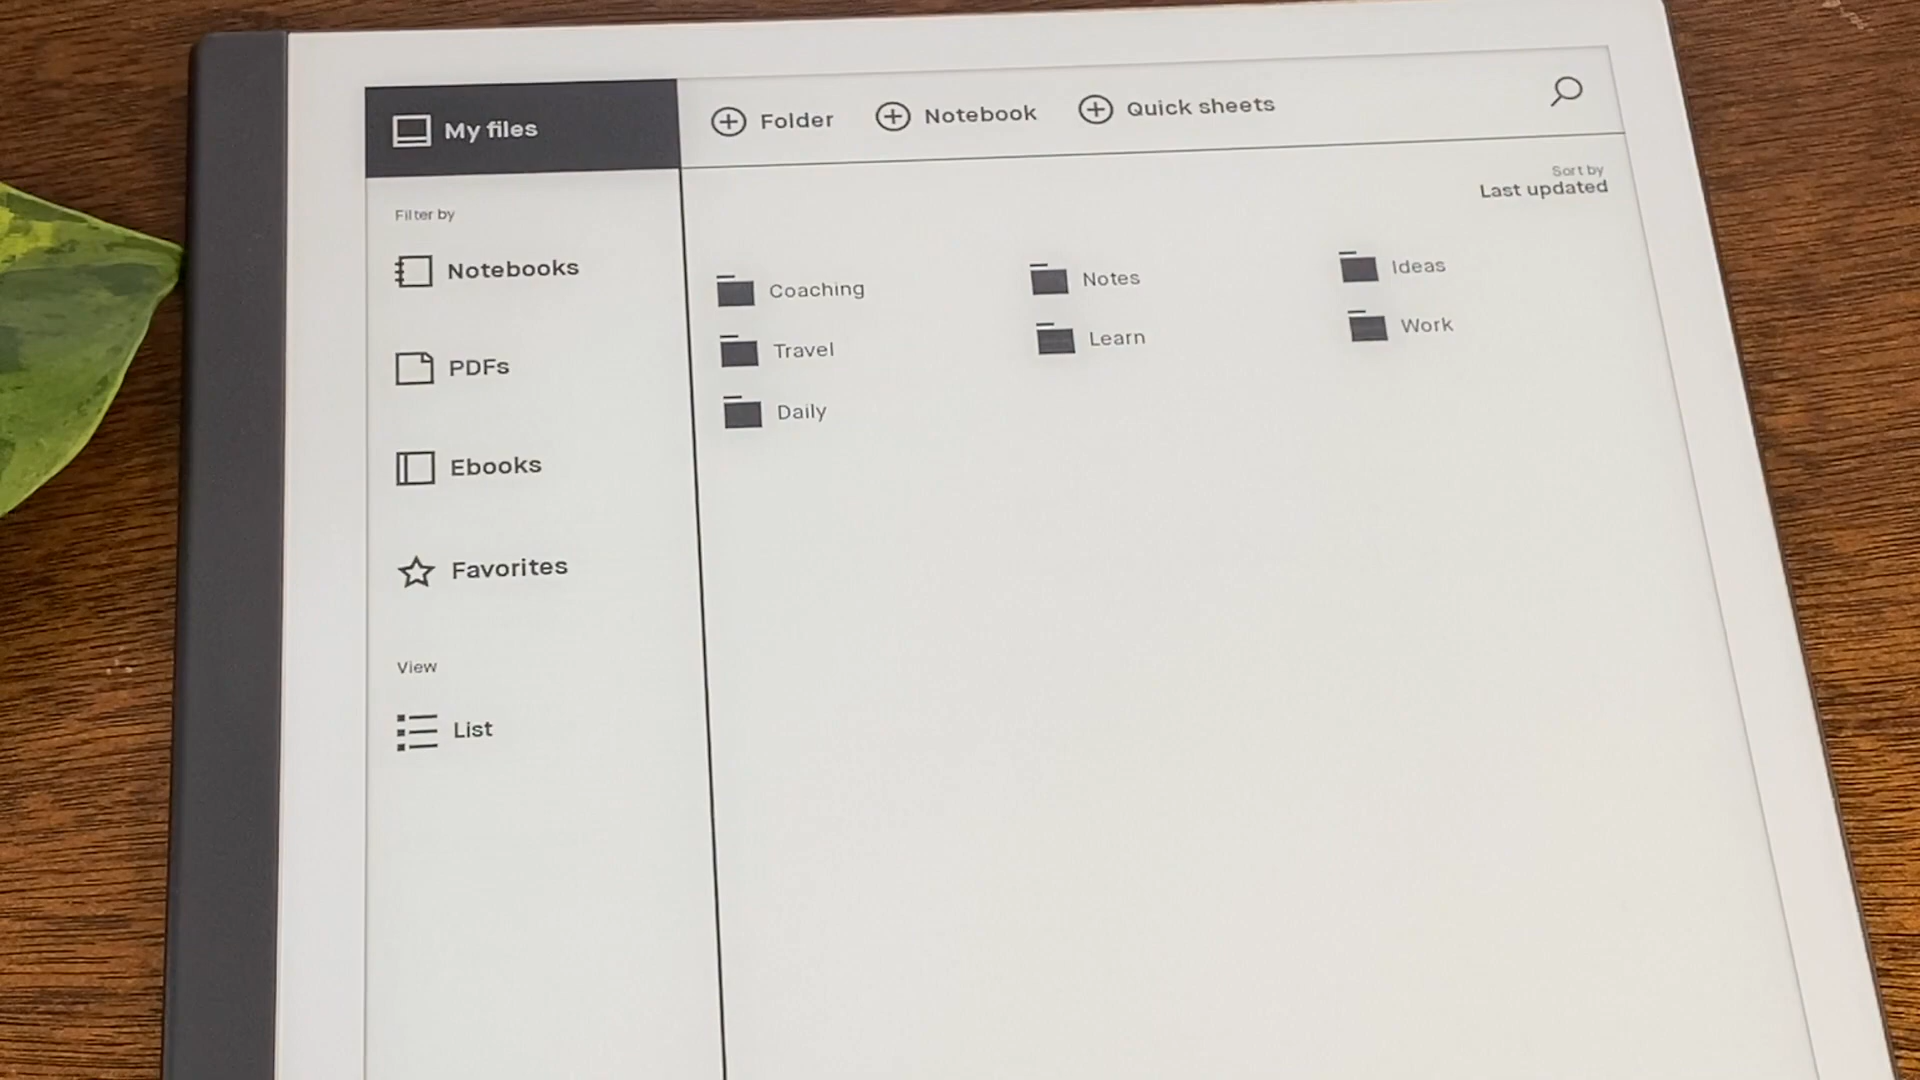 My files
Folder
Notebook
Quick sheets
Filter by
Notebooks
PDFs
Ebooks
Favorites
View
List
Sort by
Last updated
Coaching
Notes
Ideas
Travel
Learn
Work
Daily